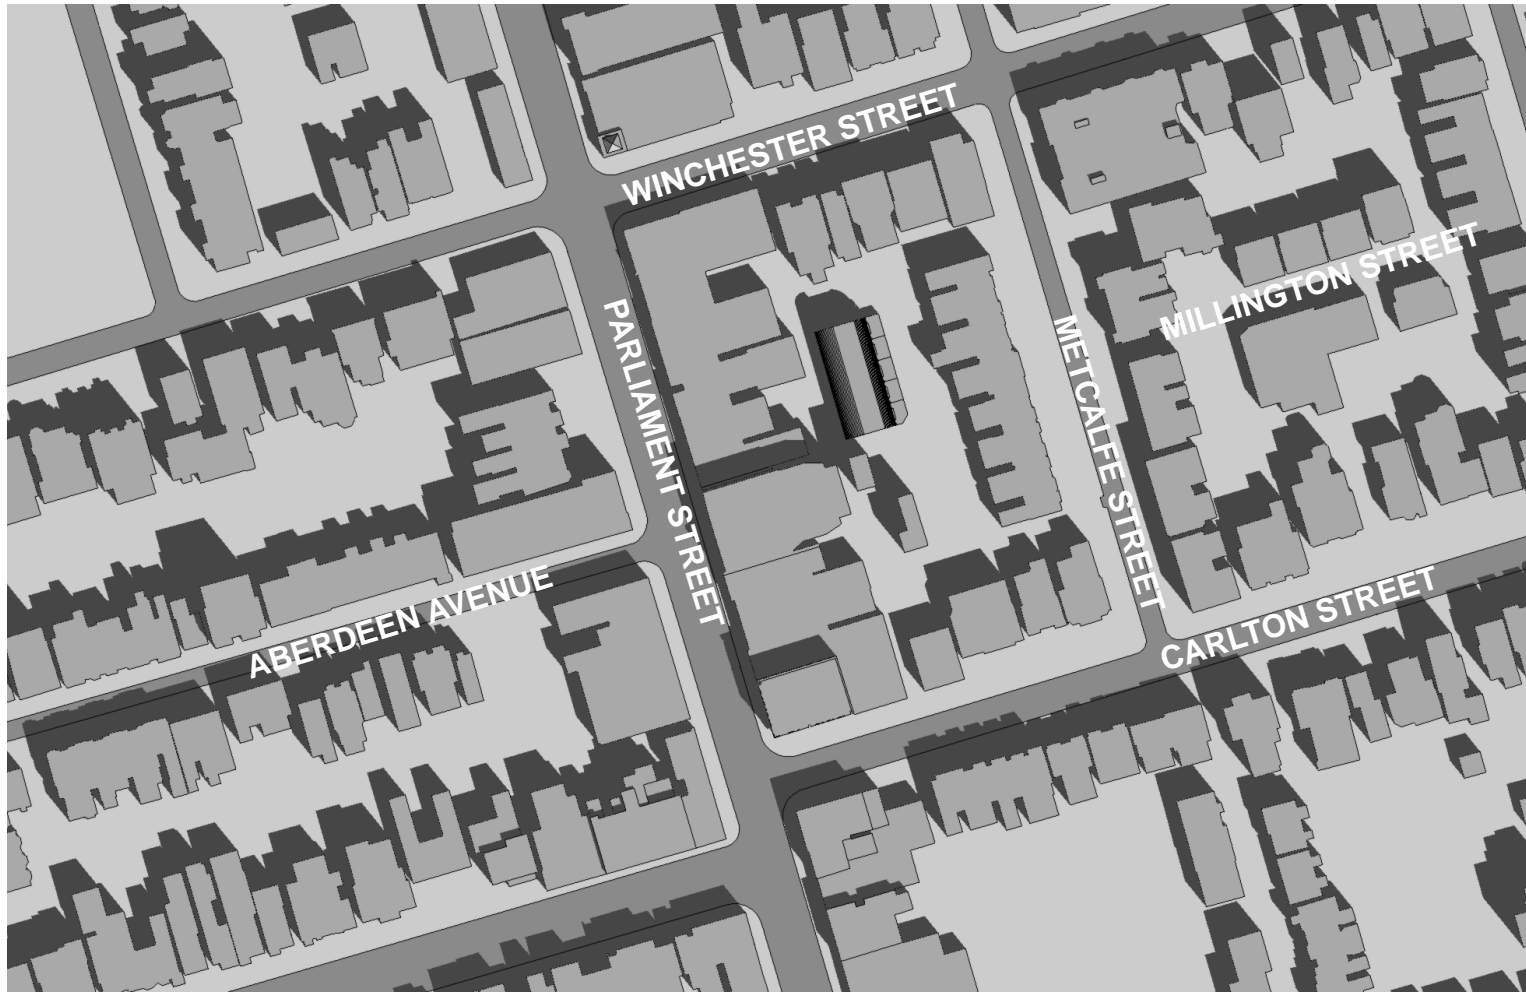 WINCHESTER STREET
MILLINGTON STREET
PARLIAMENT STREET
METCALFE STREET
ABERDEEN AVENUE
CARLTON STREET